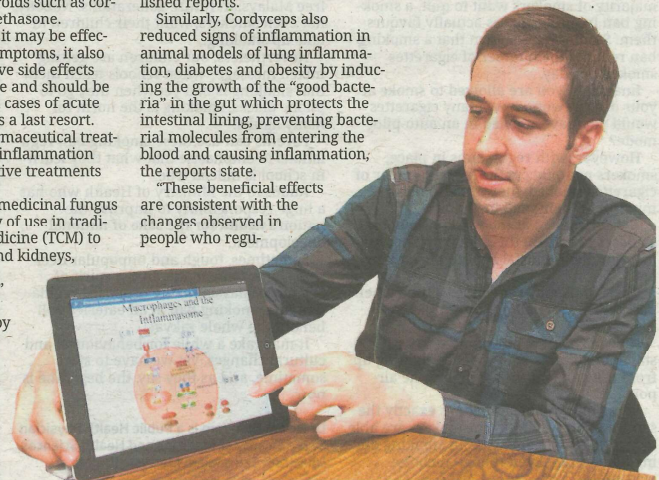 roids such as cor-
ethasone.
it may be effec-
mptoms, it also
ve side effects
e and should be
cases of acute
s a last resort.
rmaceutical treat-
inflammation
tive treatments
medicinal fungus
y of use in tradi-
dicine (TCM) to
nd kidneys,
by
lished reports.
Similarly, Cordyceps also
reduced signs of inflammation in
animal models of lung inflamma-
tion, diabetes and obesity by induc-
ing the growth of the “good bacte-
ria” in the gut which protects the
intestinal lining, preventing bacte-
rial molecules from entering the
blood and causing inflammation,
the reports state.
“These beneficial effects
are consistent with the
changes observed in
people who regu-
Macrophages and the
Inflammasome